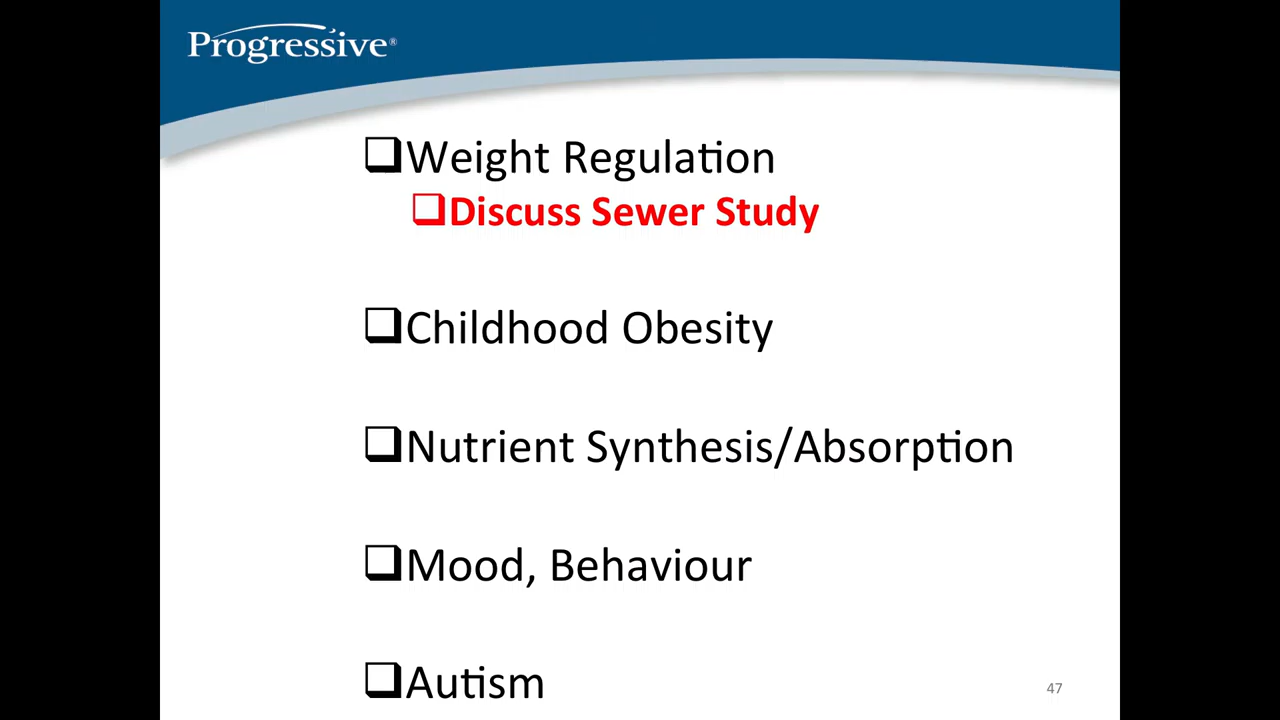 Progressive®
❑Weight Regulation
❑Discuss Sewer Study
❑Childhood Obesity
❑Nutrient Synthesis/Absorption
❑Mood, Behaviour
❑Autism
47